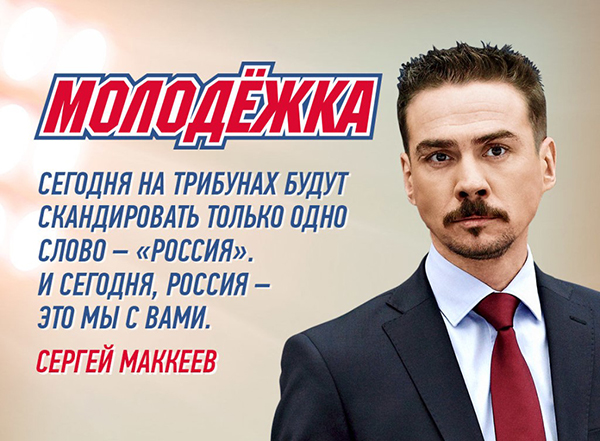 МОЛОДЁЖКА
СЕГОДНЯ НА ТРИБУНАХ БУДУТ
СКАНДИРОВАТЬ ТОЛЬКО ОДНО
СЛОВО – «РОССИЯ».
И СЕГОДНЯ, РОССИЯ –
ЭТО МЫ С ВАМИ.
СЕРГЕЙ МАККЕЕВ